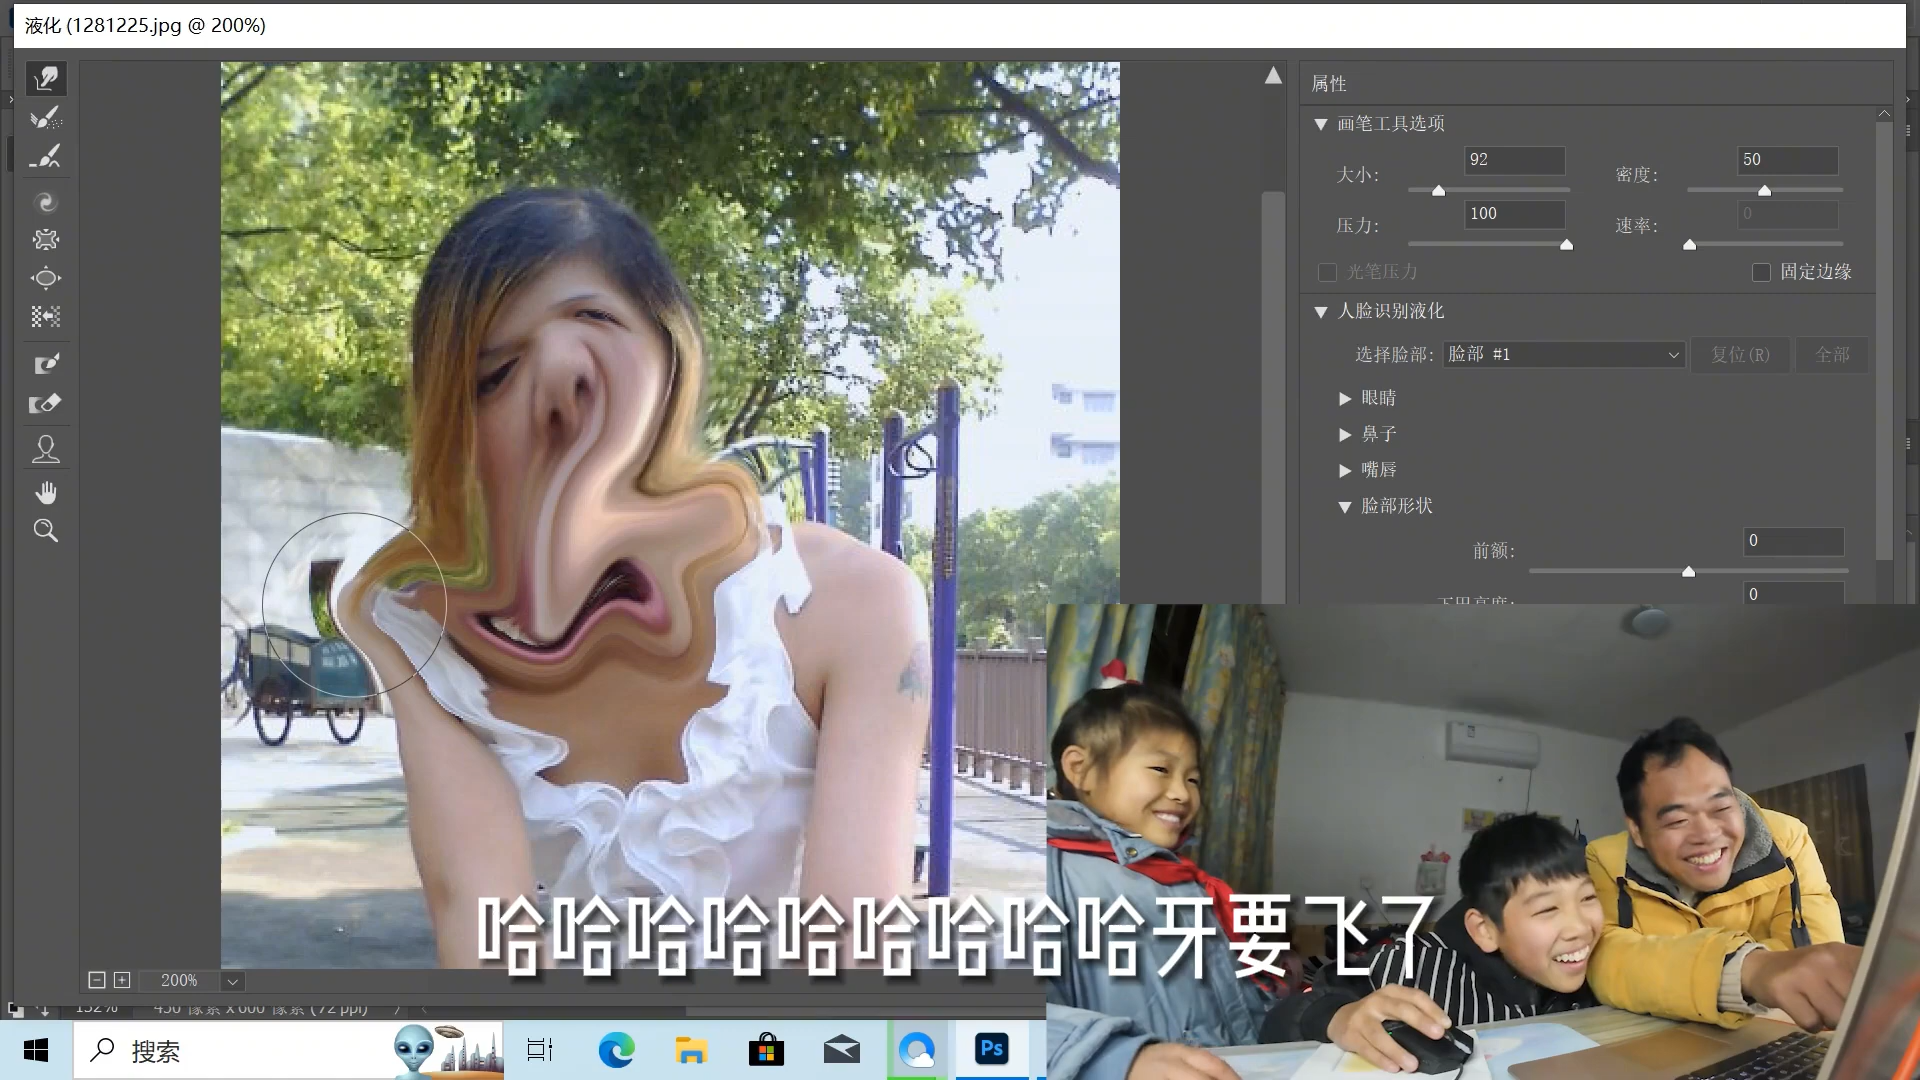 液化 (1281225.jpg @ 200%)
属性
画笔工具选项
大小: 92
密度: 50
压力: 100
速率: 0
光笔压力
固定边缘
人脸识别液化
选择脸部: 脸部 #1 复位(R) 全部
眼睛
鼻子
嘴唇
脸部形状
前额: 0
0
哈哈哈哈哈哈哈哈哈牙要飞了
200%
搜索
Ps